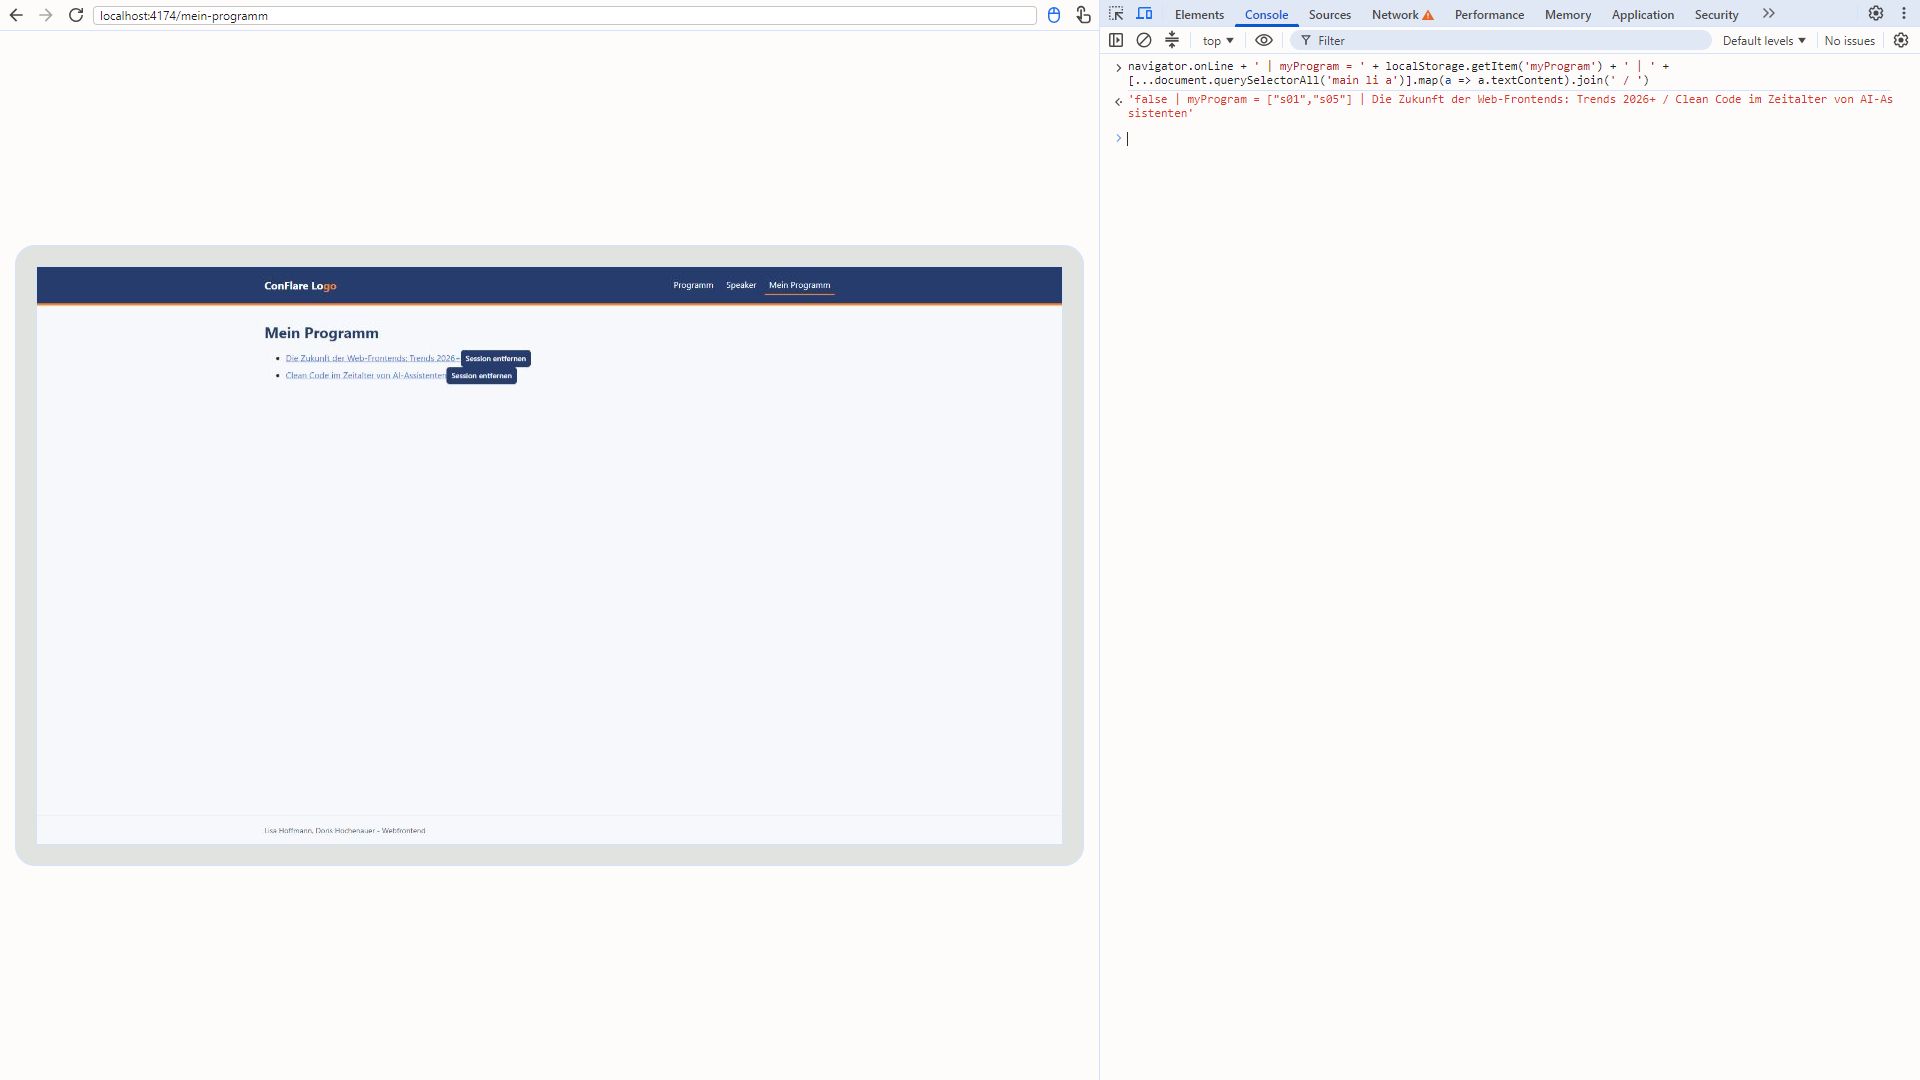 localhost:4174/mein-programm
ConFlare Logo
Programm Speaker Mein Programm
Mein Programm
Die Zukunft der Web-Frontends: Trends 2026+ Session entfernen
Clean Code im Zeitalter von AI-Assistenten Session entfernen
Lisa Hoffmann, Doris Hochenauer - Webfrontend
Elements Console Sources Network Performance Memory Application Security
top Filter Default levels No issues
navigator.onLine + ' | myProgram = ' + localStorage.getItem('myProgram') + ' | ' +
[...document.querySelectorAll('main li a')].map(a => a.textContent).join(' / ')
'false | myProgram = ["s01","s05"] | Die Zukunft der Web-Frontends: Trends 2026+ / Clean Code im Zeitalter von AI-As
sistenten'